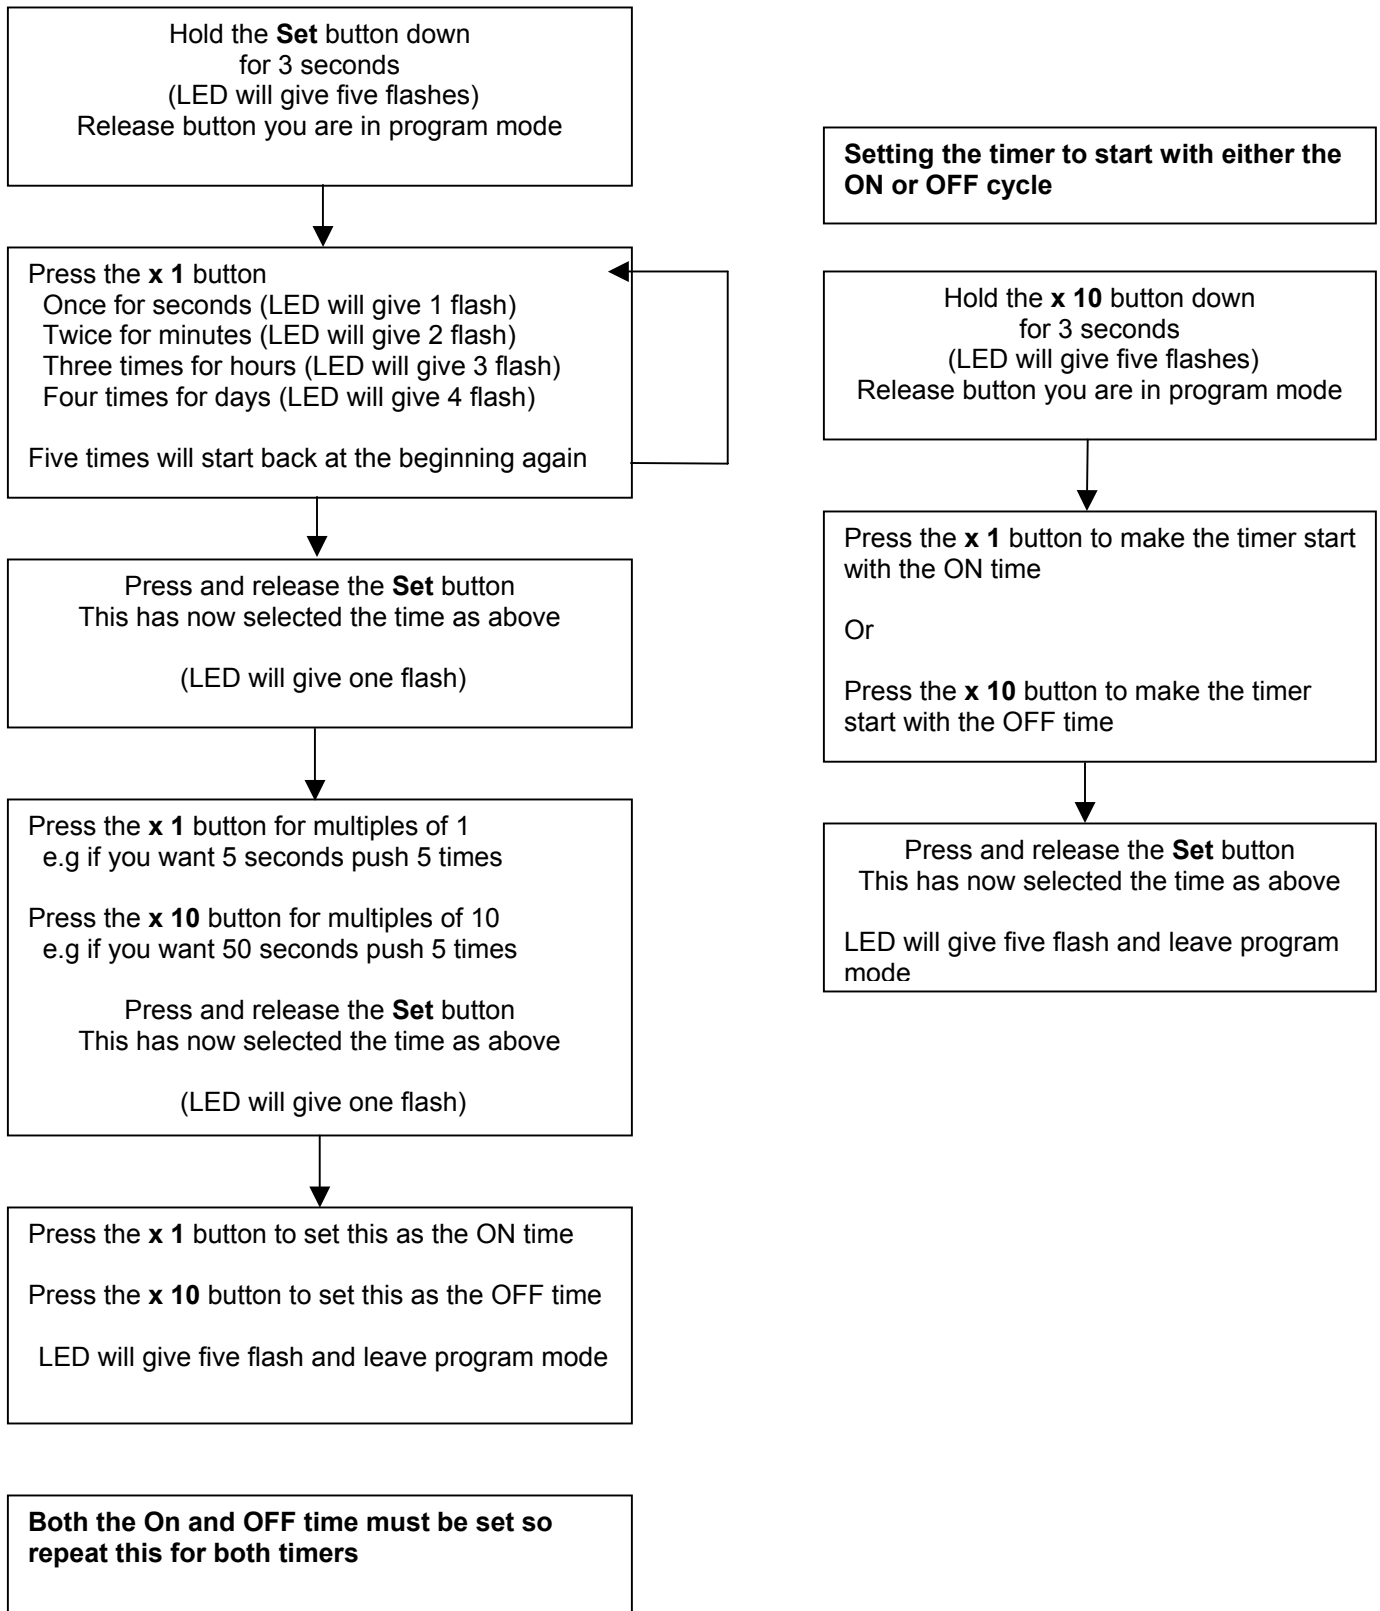 Hold the Set button down
for 3 seconds
(LED will give five flashes)
Release button you are in program mode
Press the x 1 button
Once for seconds (LED will give 1 flash)
Twice for minutes (LED will give 2 flash)
Three times for hours (LED will give 3 flash)
Four times for days (LED will give 4 flash)
Five times will start back at the beginning again
Press and release the Set button
This has now selected the time as above
(LED will give one flash)
Press the x 1 button for multiples of 1
e.g if you want 5 seconds push 5 times
Press the x 10 button for multiples of 10
e.g if you want 50 seconds push 5 times
Press and release the Set button
This has now selected the time as above
(LED will give one flash)
Press the x 1 button to set this as the ON time
Press the x 10 button to set this as the OFF time
LED will give five flash and leave program mode
Both the On and OFF time must be set so
repeat this for both timers
Setting the timer to start with either the
ON or OFF cycle
Hold the x 10 button down
for 3 seconds
(LED will give five flashes)
Release button you are in program mode
Press the x 1 button to make the timer start
with the ON time
Or
Press the x 10 button to make the timer
start with the OFF time
Press and release the Set button
This has now selected the time as above
LED will give five flash and leave program
mode